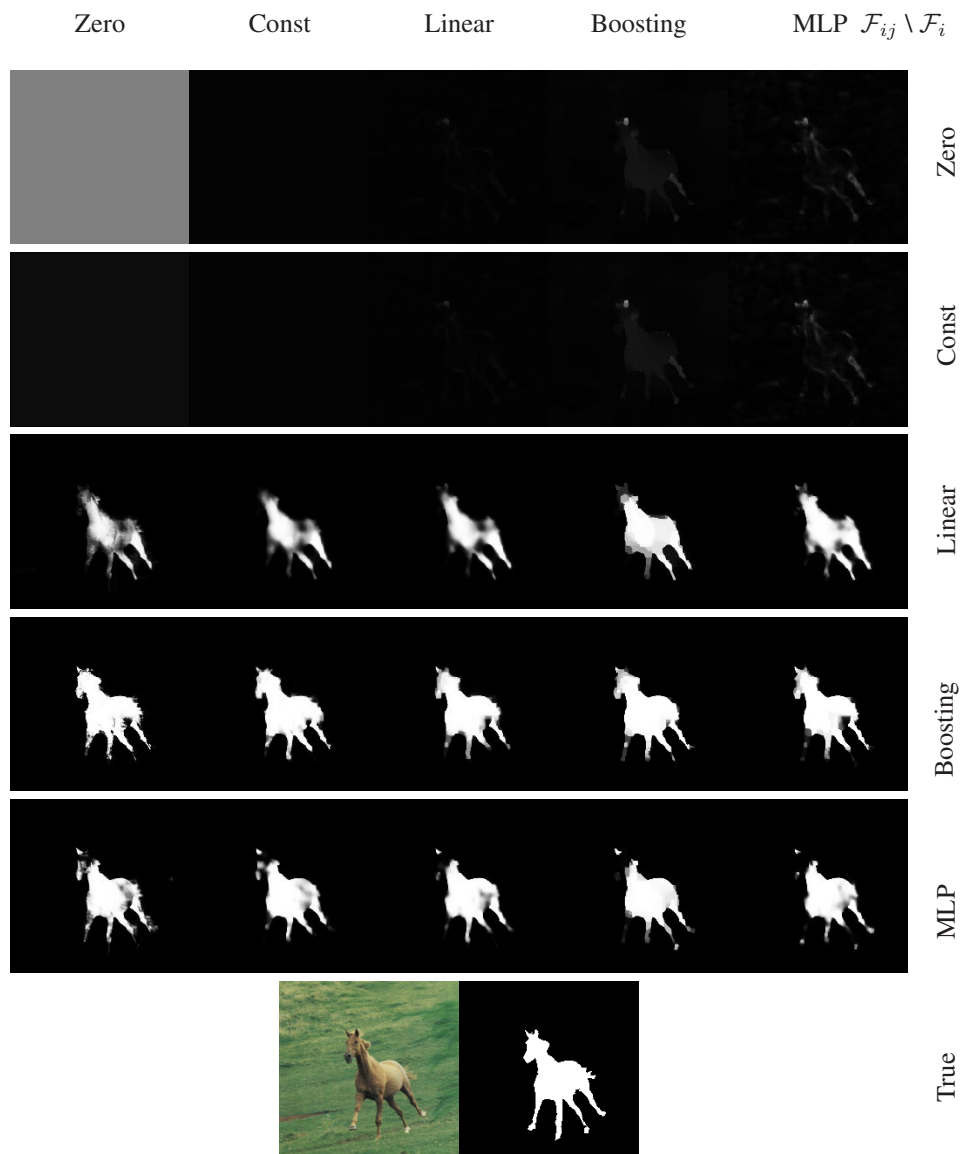 Zero Const Linear Boosting MLP $\mathcal{F}_{ij} \setminus \mathcal{F}_i$
Zero
Const
Linear
Boosting
MLP
True